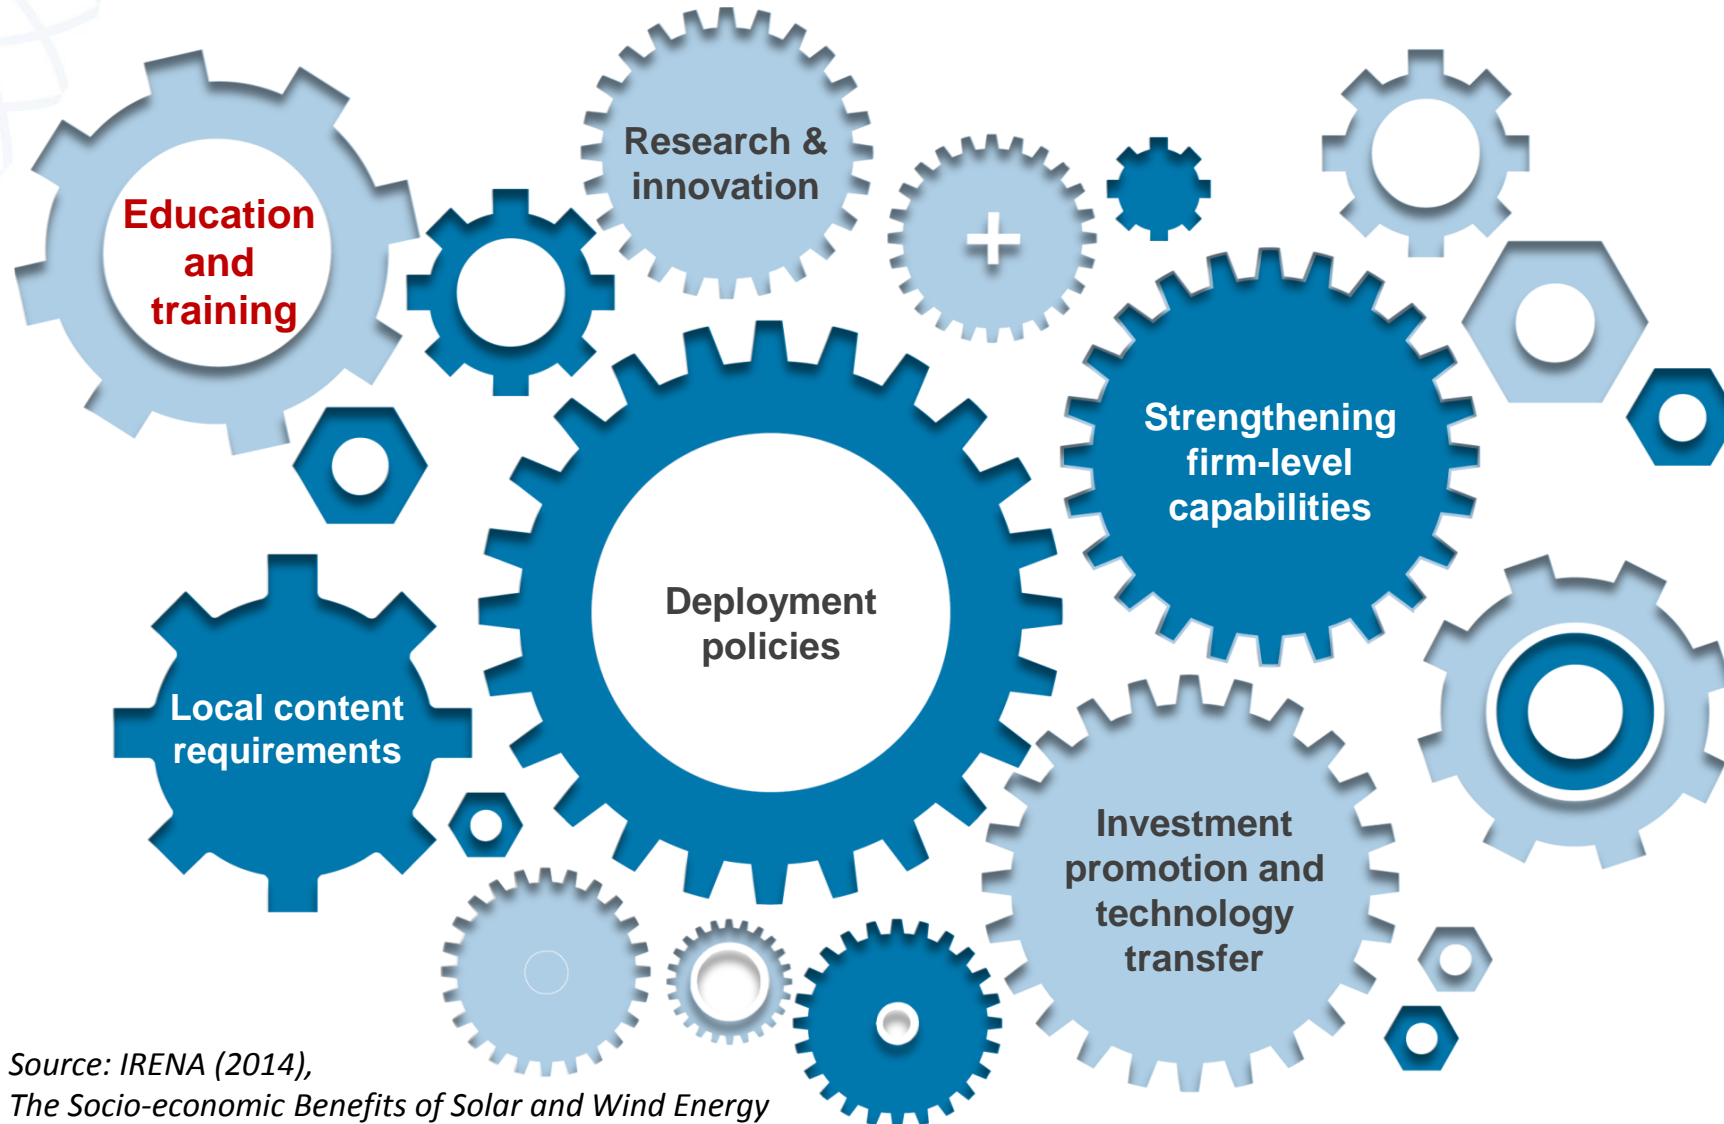 Research &
innovation
Education
and
training
Strengthening
firm-level
capabilities
Deployment
policies
Local content
requirements
Investment
promotion and
technology
transfer
Source: IRENA (2014),
The Socio-economic Benefits of Solar and Wind Energy